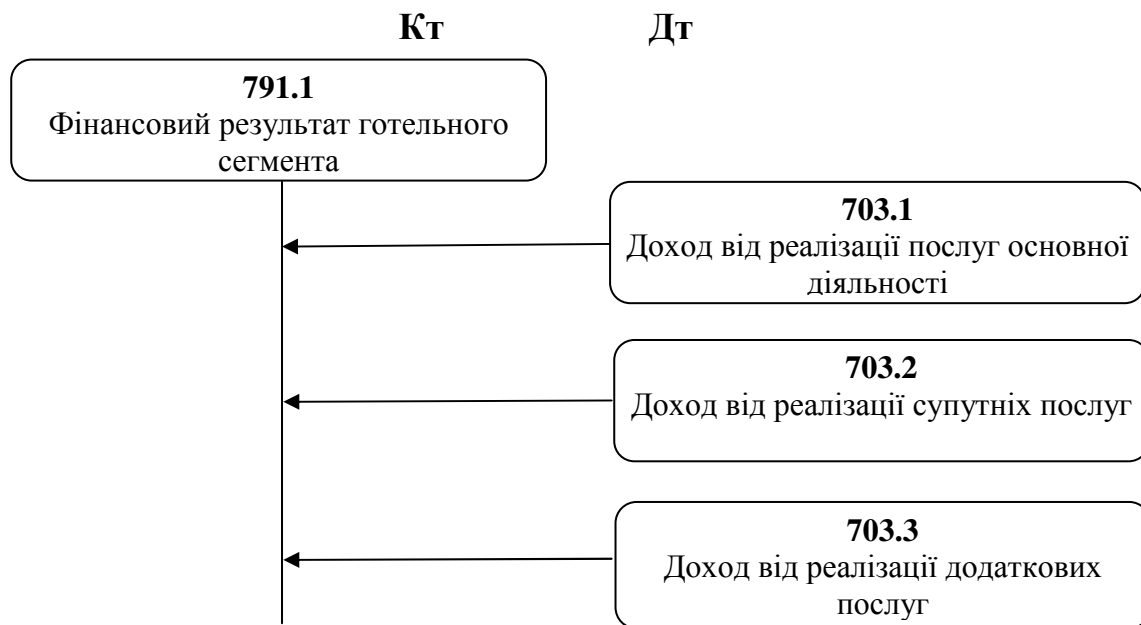 Кт Дт
791.1
Фінансовий результат готельного
сегмента
703.1
Доход від реалізації послуг основної
діяльності
703.2
Доход від реалізації супутніх послуг
703.3
Доход від реалізації додаткових
послуг